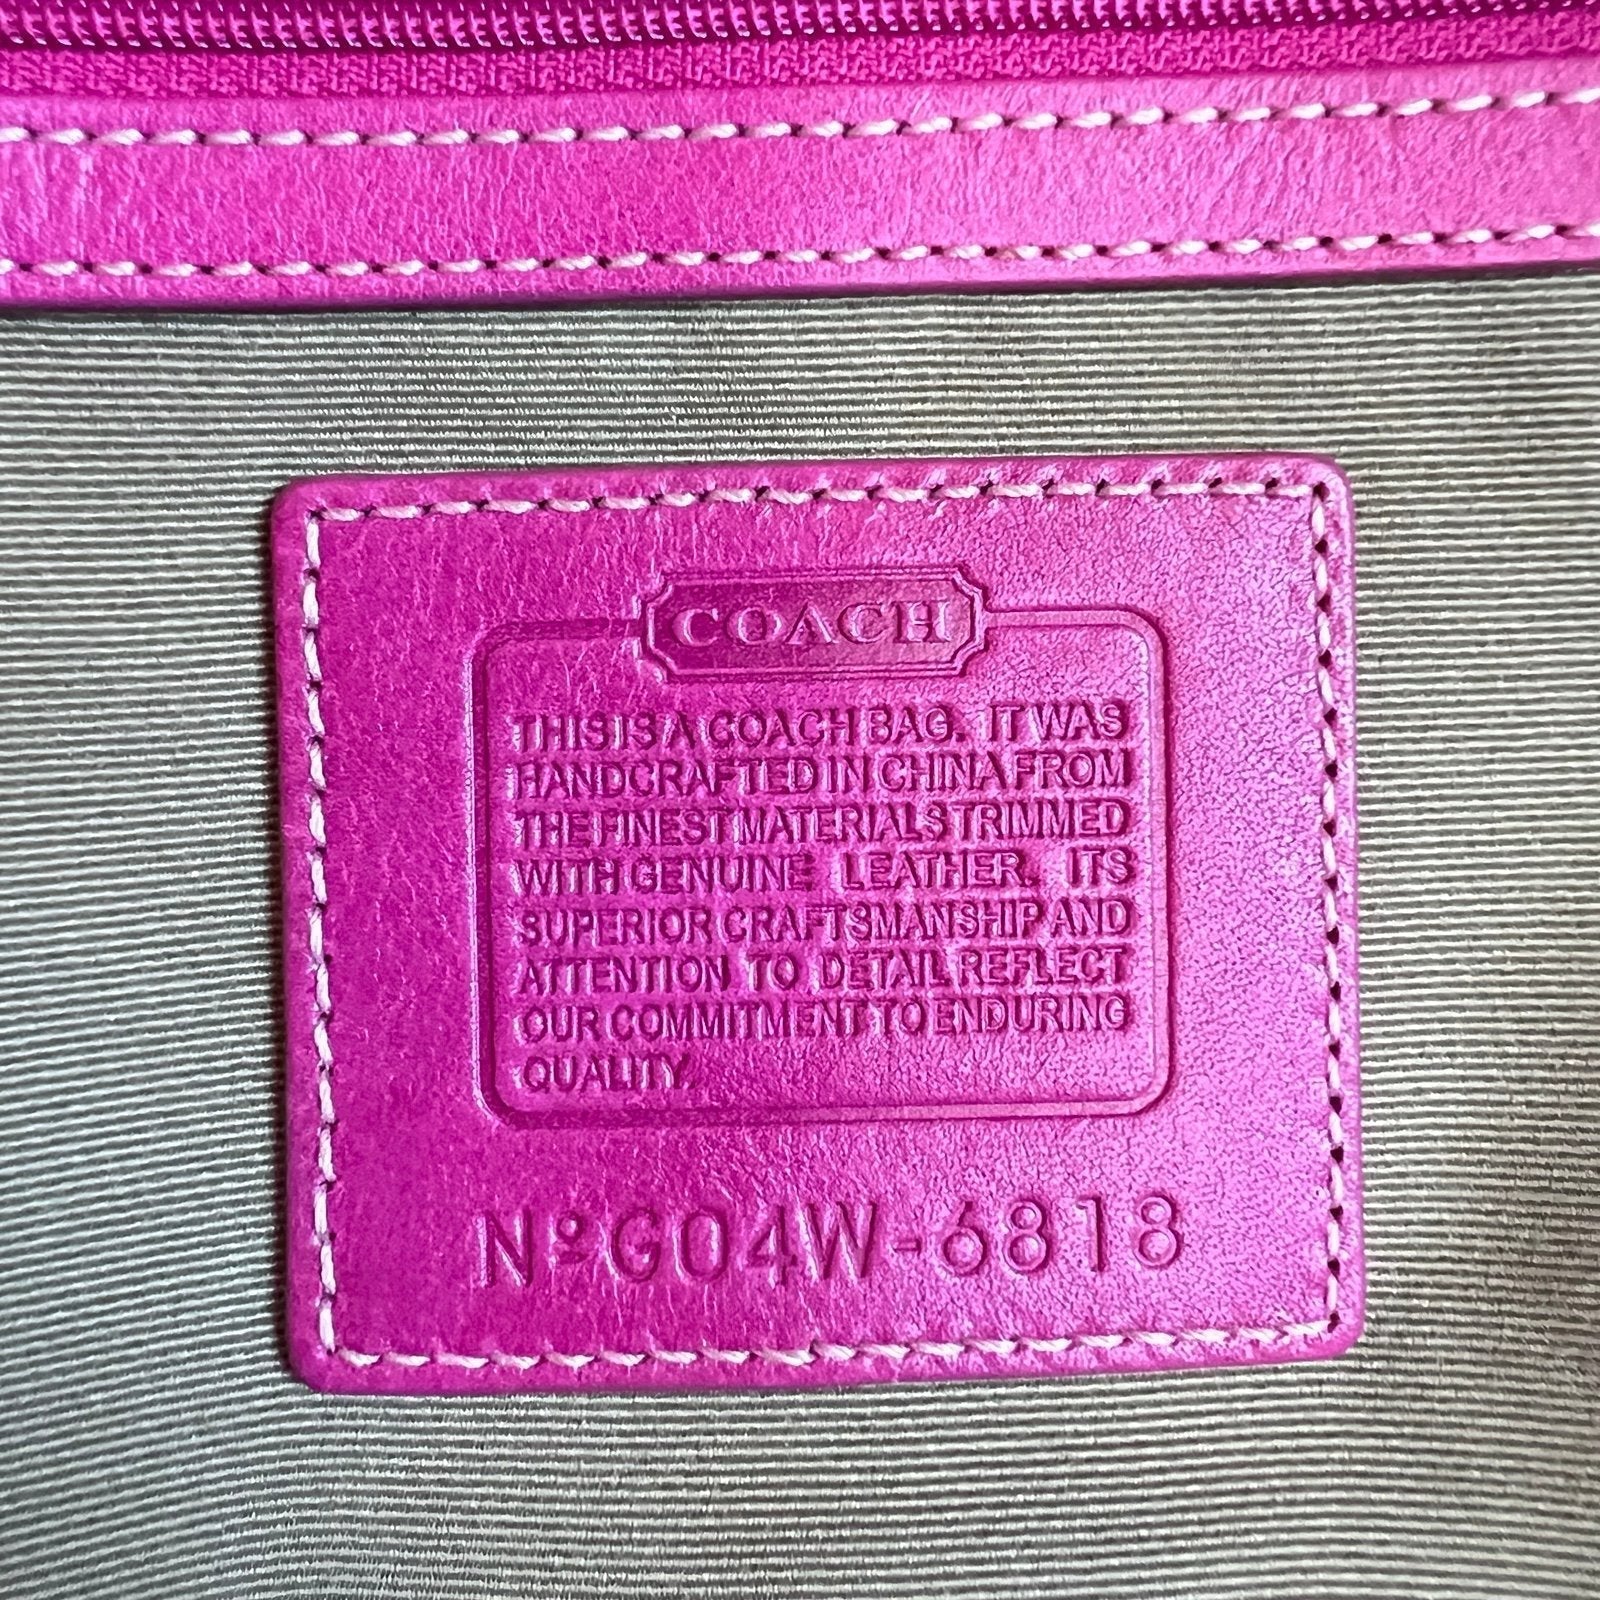 COACH
THIS IS A COACH BAG. IT WAS
HANDCRAFTED IN CHINA FROM
THE FINEST MATERIALS TRIMMED
WITH GENUINE LEATHER. ITS
SUPERIOR CRAFTSMANSHIP AND
ATTENTION TO DETAIL REFLECT
OUR COMMITMENT TO ENDURING
QUALITY.
Nº G04W-6818